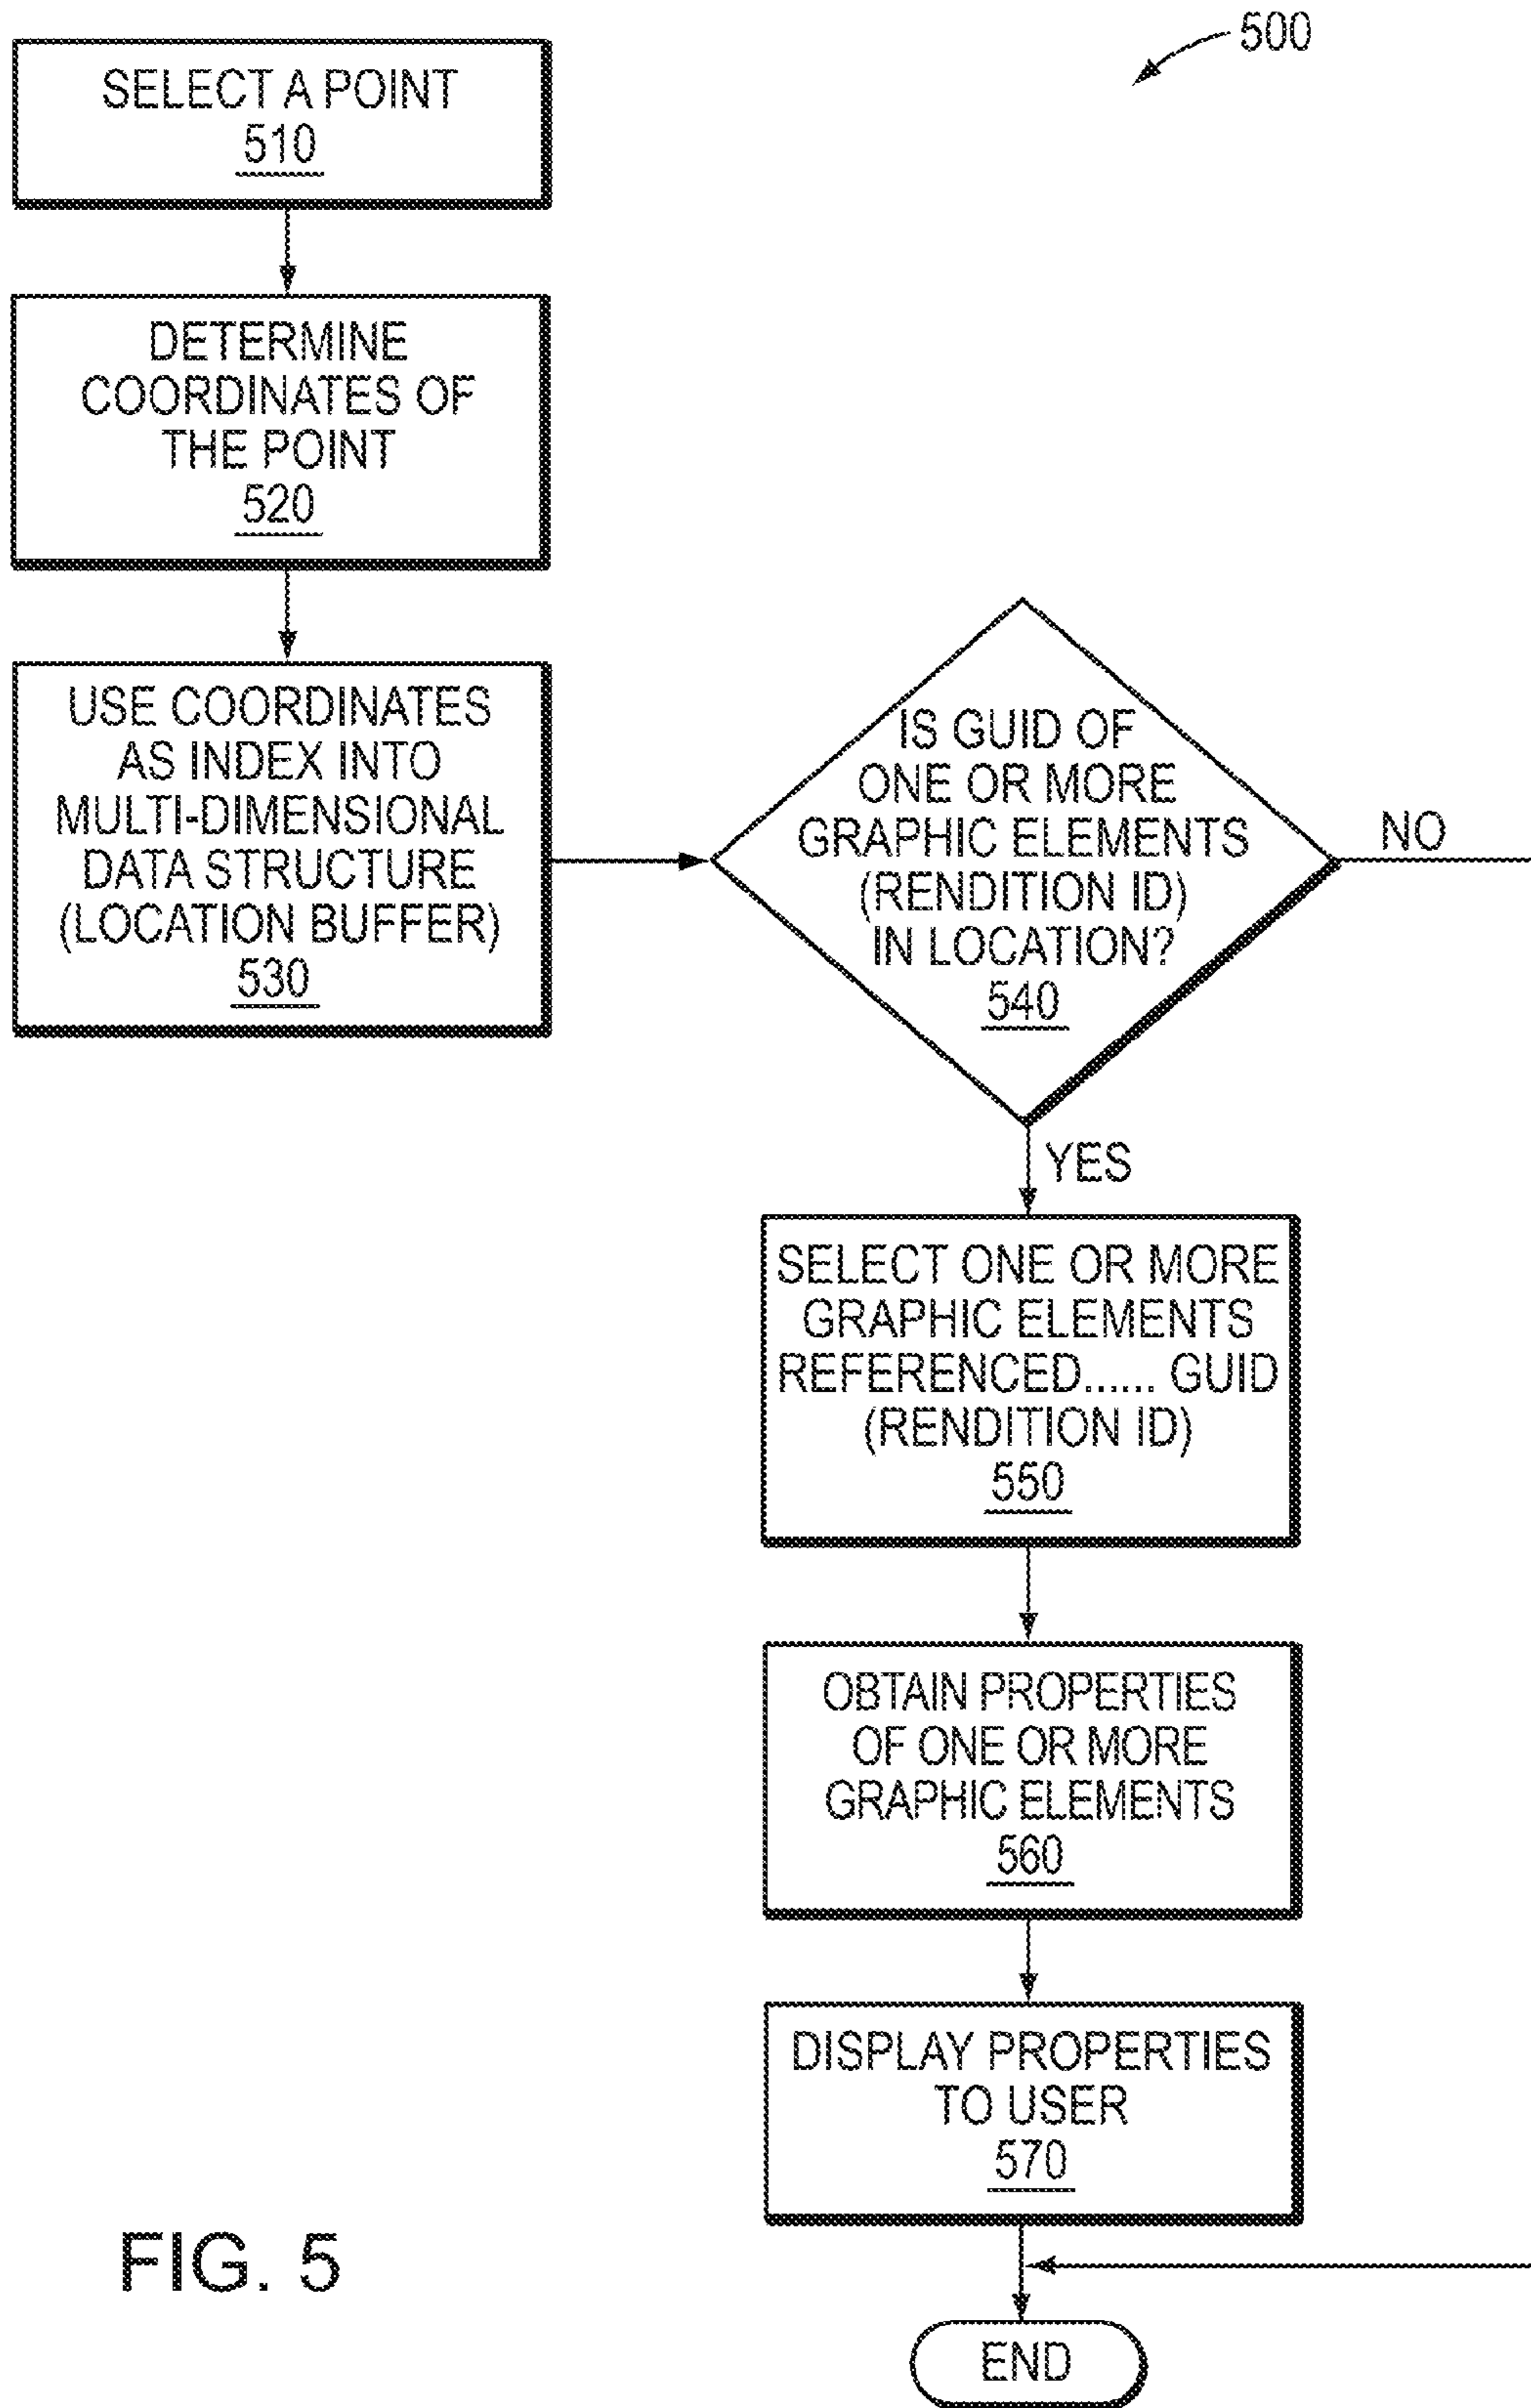 500
SELECT A POINT
510
DETERMINE
COORDINATES OF
THE POINT
520
USE COORDINATES
AS INDEX INTO
MULTI-DIMENSIONAL
DATA STRUCTURE
(LOCATION BUFFER)
530
IS GUID OF
ONE OR MORE
GRAPHIC ELEMENTS
(RENDITION ID)
IN LOCATION?
540
NO
YES
SELECT ONE OR MORE
GRAPHIC ELEMENTS
REFERENCED...... GUID
(RENDITION ID)
550
OBTAIN PROPERTIES
OF ONE OR MORE
GRAPHIC ELEMENTS
560
DISPLAY PROPERTIES
TO USER
570
END
FIG. 5